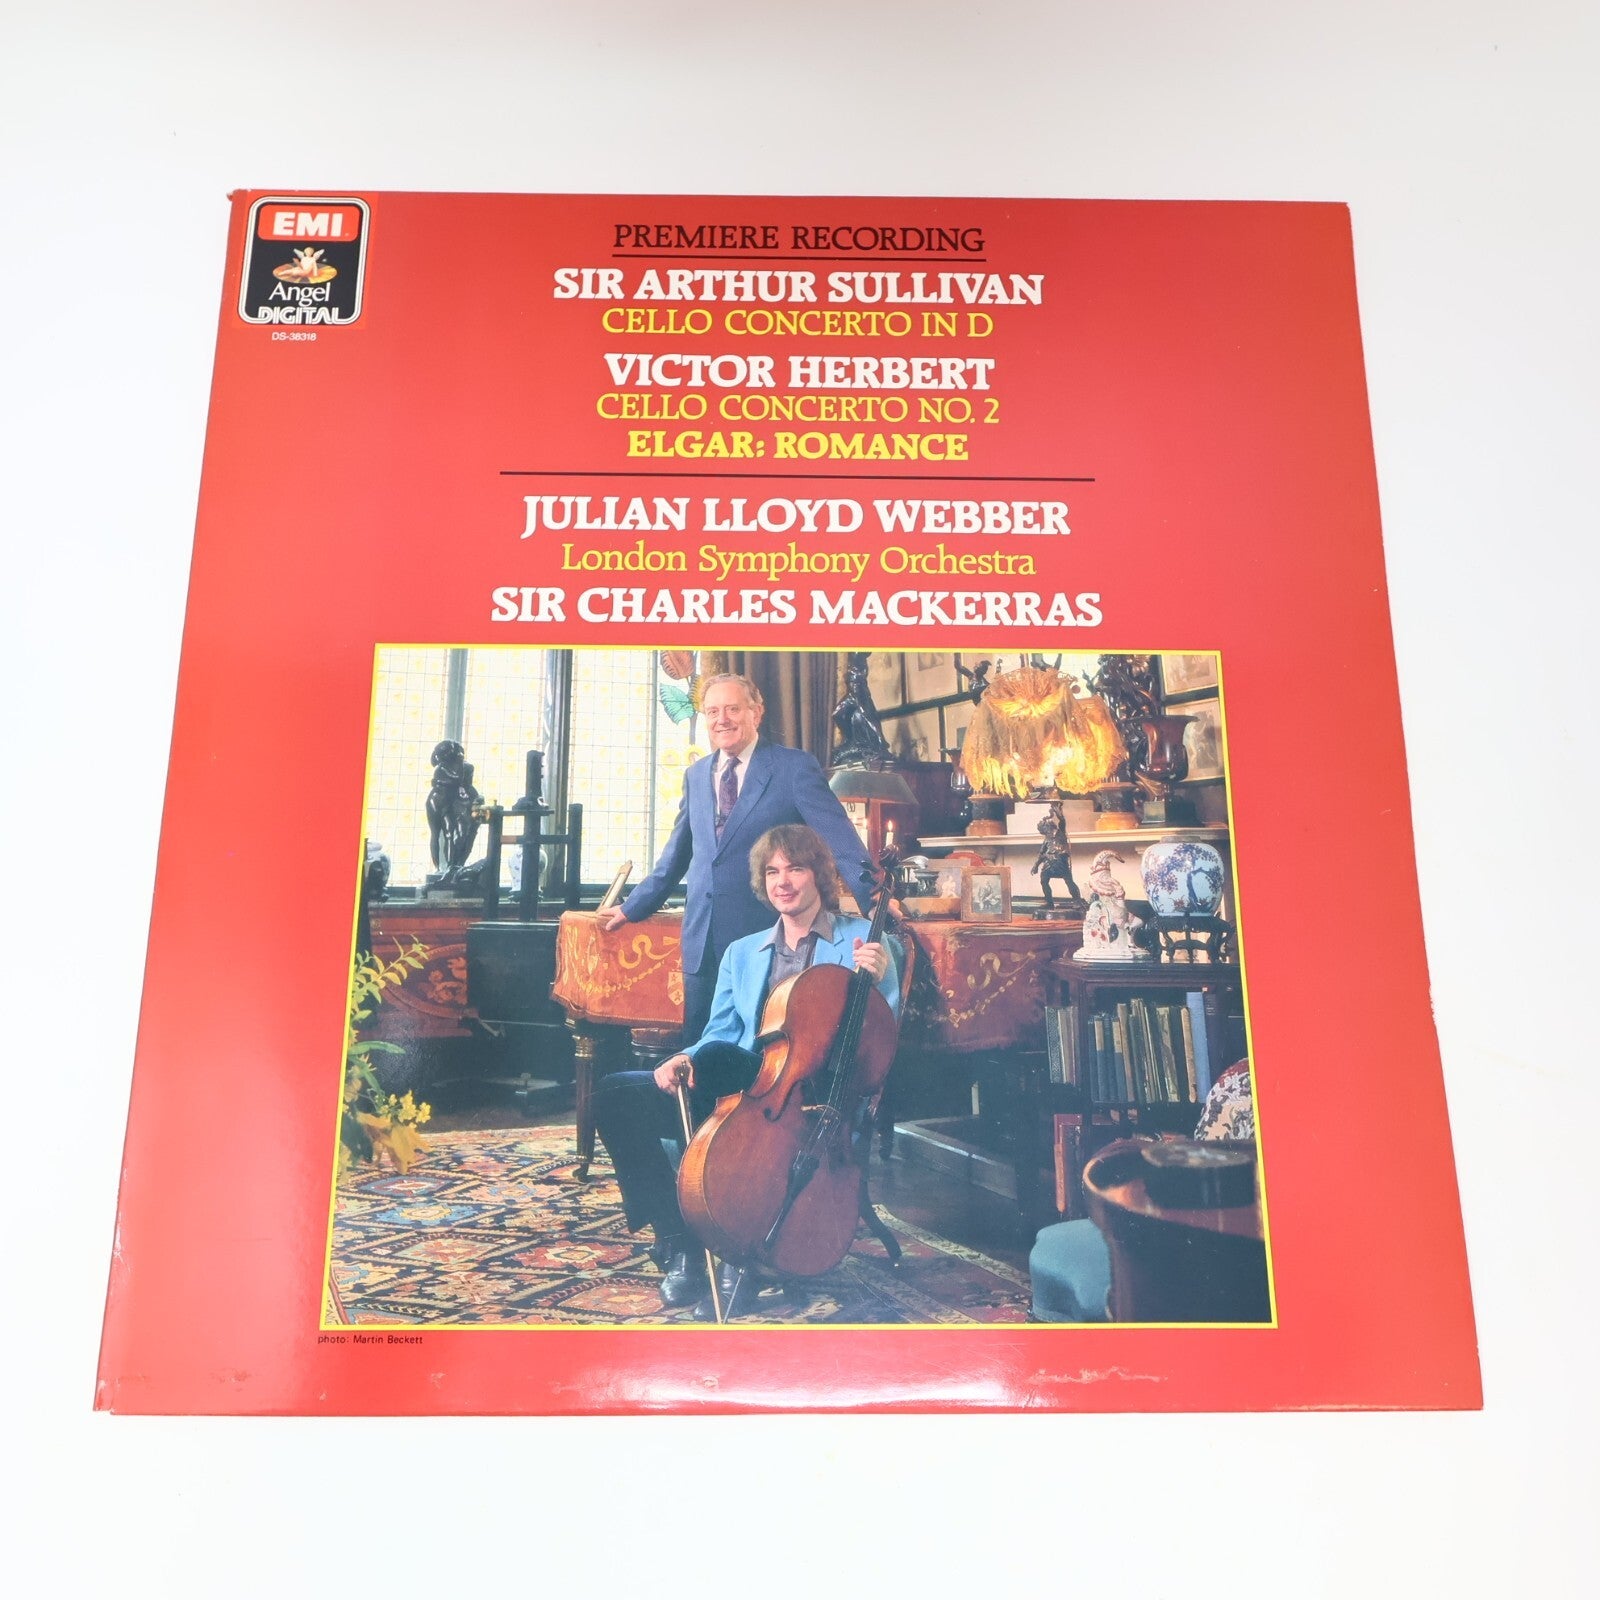 EMI
Angel
DIGITAL
DS-38318
PREMIERE RECORDING
SIR ARTHUR SULLIVAN
CELLO CONCERTO IN D
VICTOR HERBERT
CELLO CONCERTO NO. 2
ELGAR: ROMANCE
JULIAN LLOYD WEBBER
London Symphony Orchestra
SIR CHARLES MACKERRAS
photo: Martin Beckett